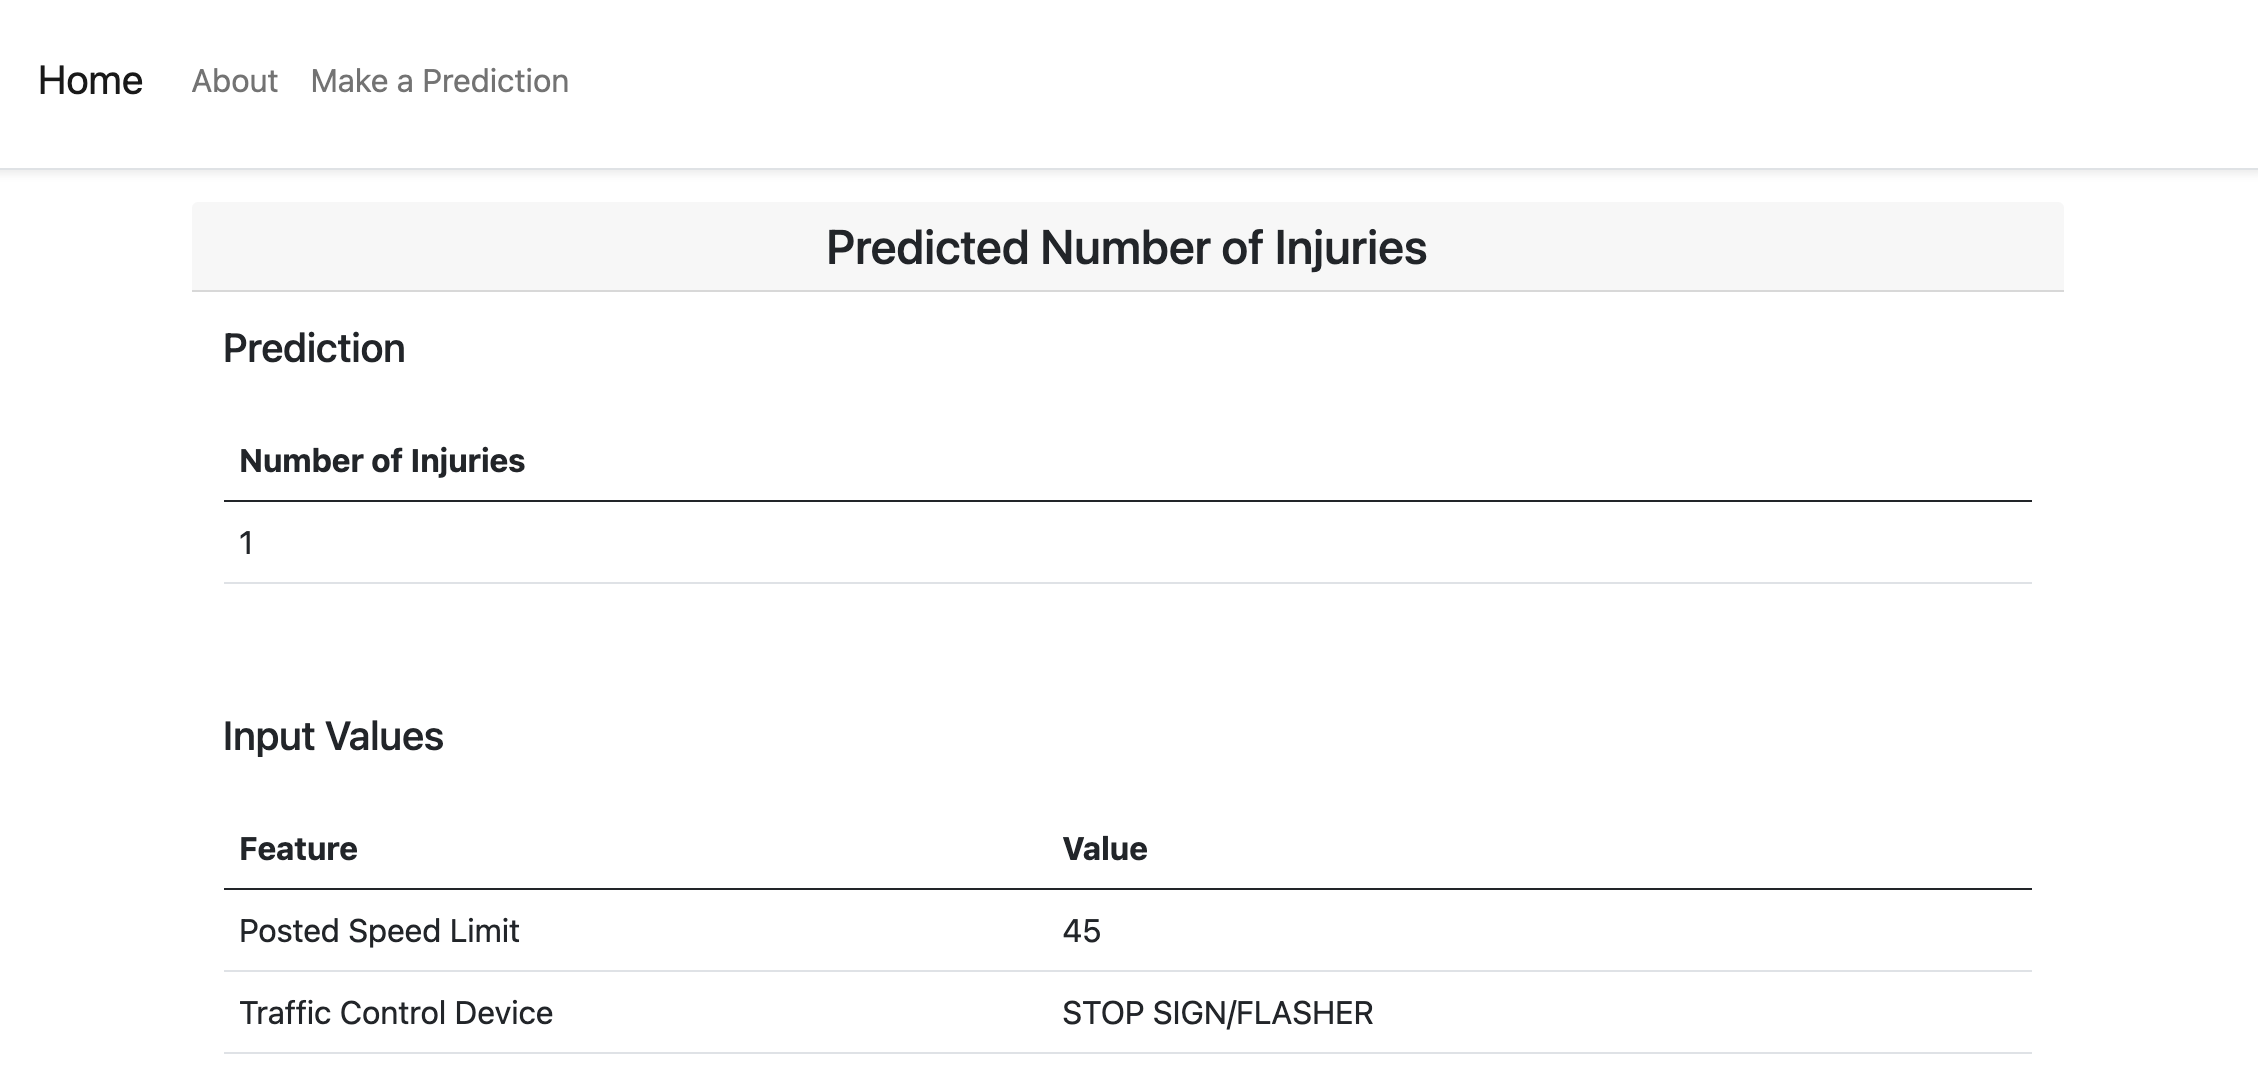 Home About Make a Prediction
Predicted Number of Injuries
Prediction
Number of Injuries
1
Input Values
Feature Value
Posted Speed Limit 45
Traffic Control Device STOP SIGN/FLASHER